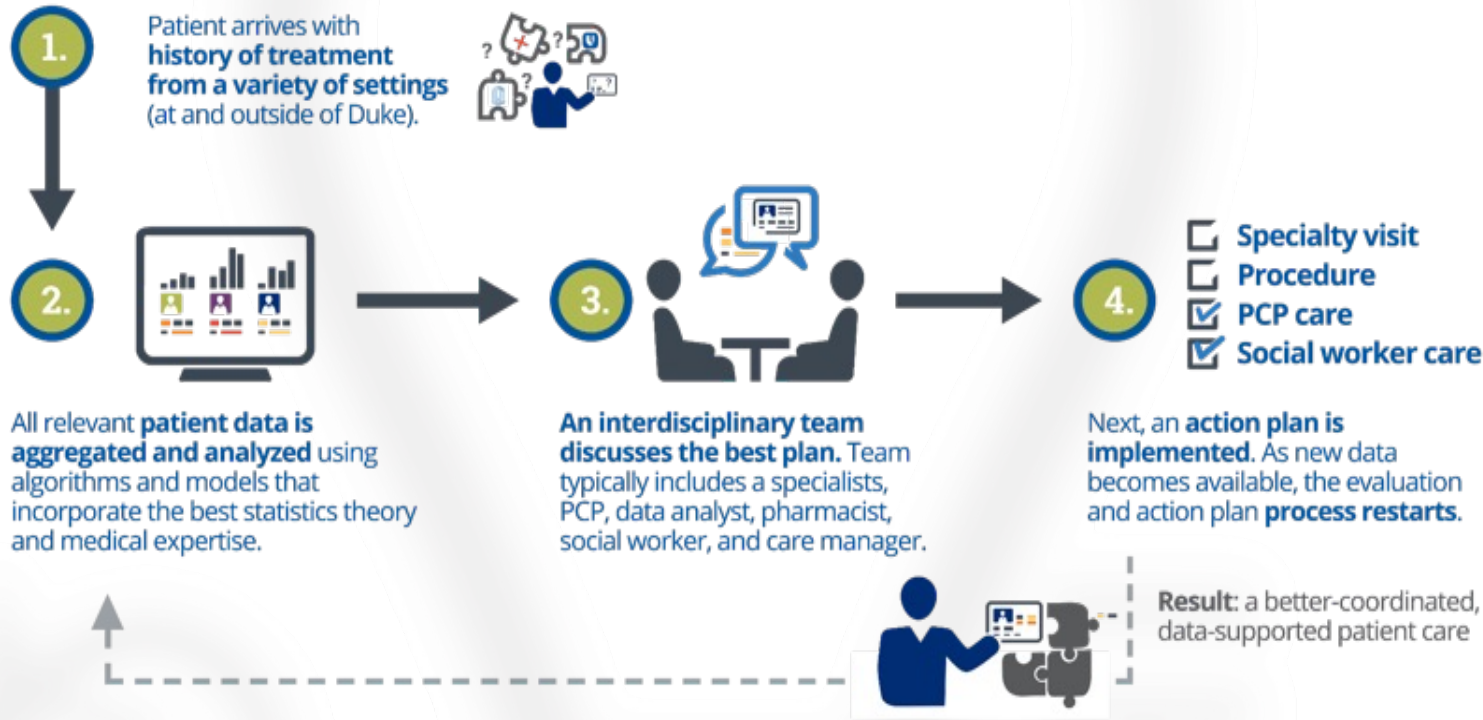 1.
Patient arrives with
history of treatment
from a variety of settings
(at and outside of Duke).
? ? ? ? ?
2.
All relevant patient data is
aggregated and analyzed using
algorithms and models that
incorporate the best statistics theory
and medical expertise.
3.
An interdisciplinary team
discusses the best plan. Team
typically includes a specialists,
PCP, data analyst, pharmacist,
social worker, and care manager.
4.
Specialty visit
Procedure
PCP care
Social worker care
Next, an action plan is
implemented. As new data
becomes available, the evaluation
and action plan process restarts.
Result: a better-coordinated,
data-supported patient care